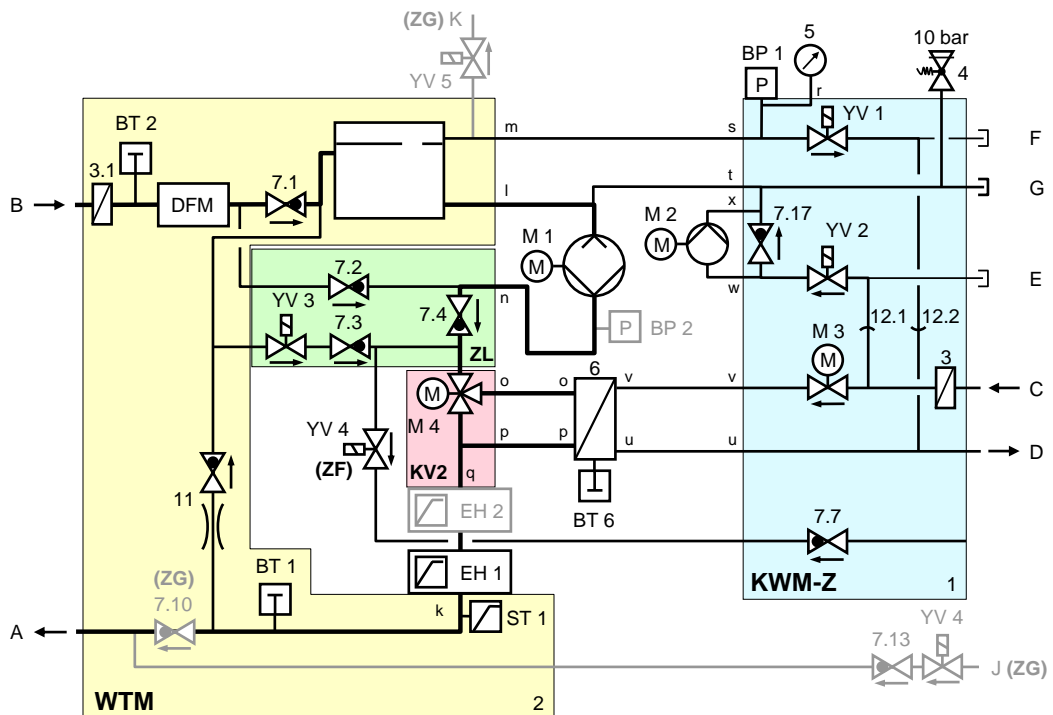 (ZG) K
YV 5
5
10 bar
BP 1
P
r
4
BT 2
m
s
YV 1
F
3.1
7.1
t
G
B
DFM
l
x
M 2
M
7.17
M 1
M
YV 2
7.2
n
w
E
YV 3
7.4
P
BP 2
12.1
12.2
7.3
M 3
M
ZL
6
3
o
o
v
v
C
M
M 4
YV 4
(ZF)
p
p
u
u
D
KV2
q
11
EH 2
BT 6
7.7
BT 1
EH 1
KWM-Z
1
(ZG)
7.10
k
ST 1
YV 4
A
7.13
J (ZG)
WTM
2